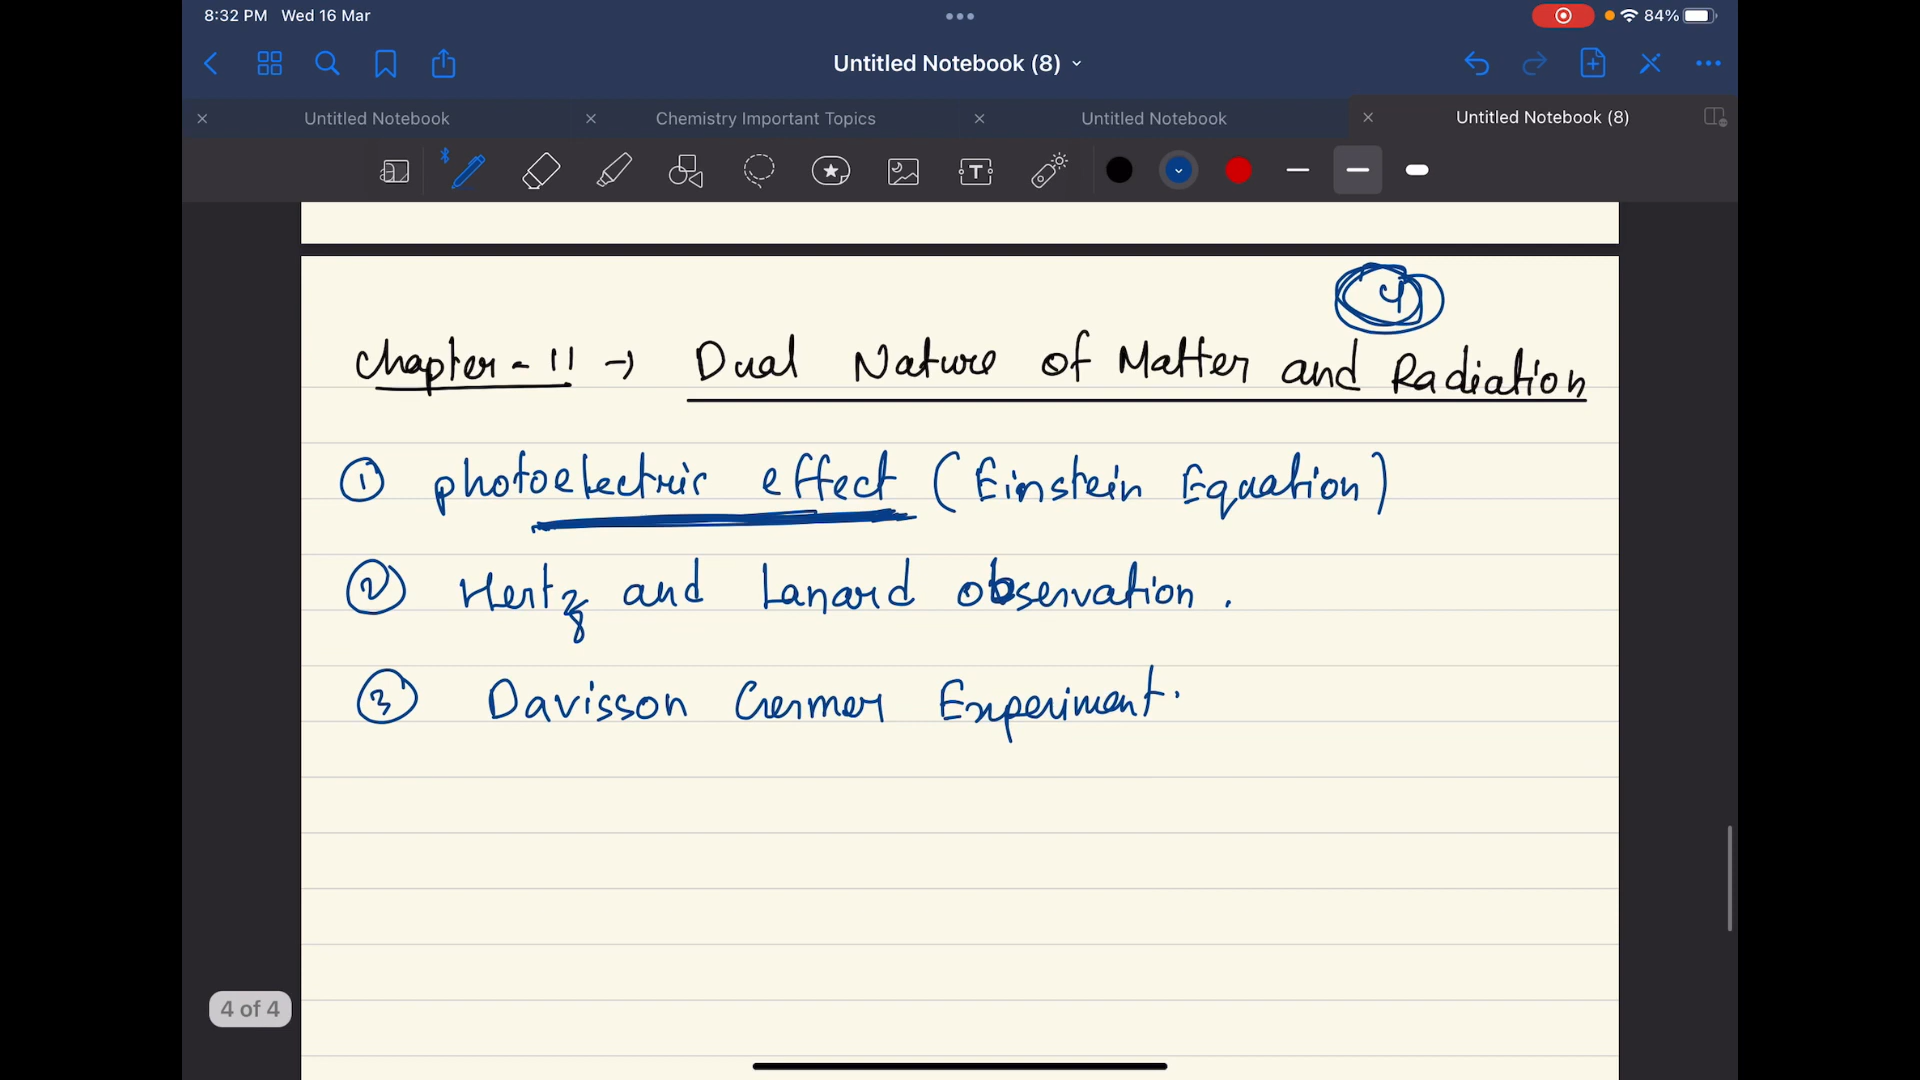 8:32 PM Wed 16 Mar
84%
Untitled Notebook (8)
Untitled Notebook
Chemistry Important Topics
Untitled Notebook
Untitled Notebook (8)
4
Chapter - 11 → Dual Nature of Matter and Radiation
① photoelectric effect (Einstein Equation)
② Hertz and Lanard observation.
③ Davisson Germer Experiment.
4 of 4